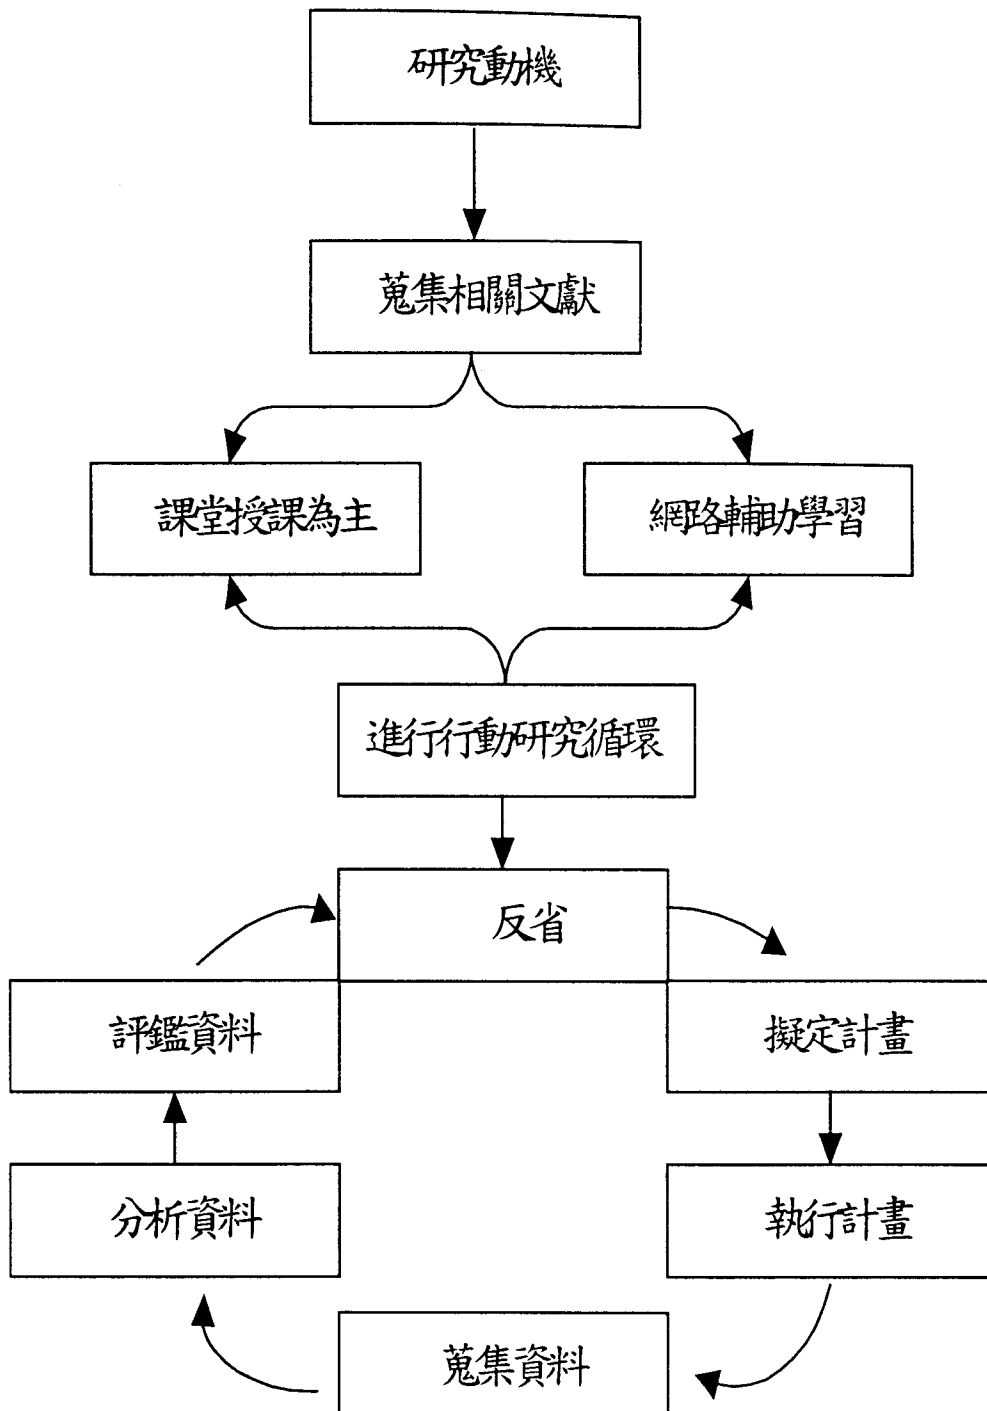 研究動機
蒐集相關文獻
課堂授課為主
網路輔助學習
進行行動研究循環
反省
評鑑資料
擬定計畫
分析資料
執行計畫
蒐集資料